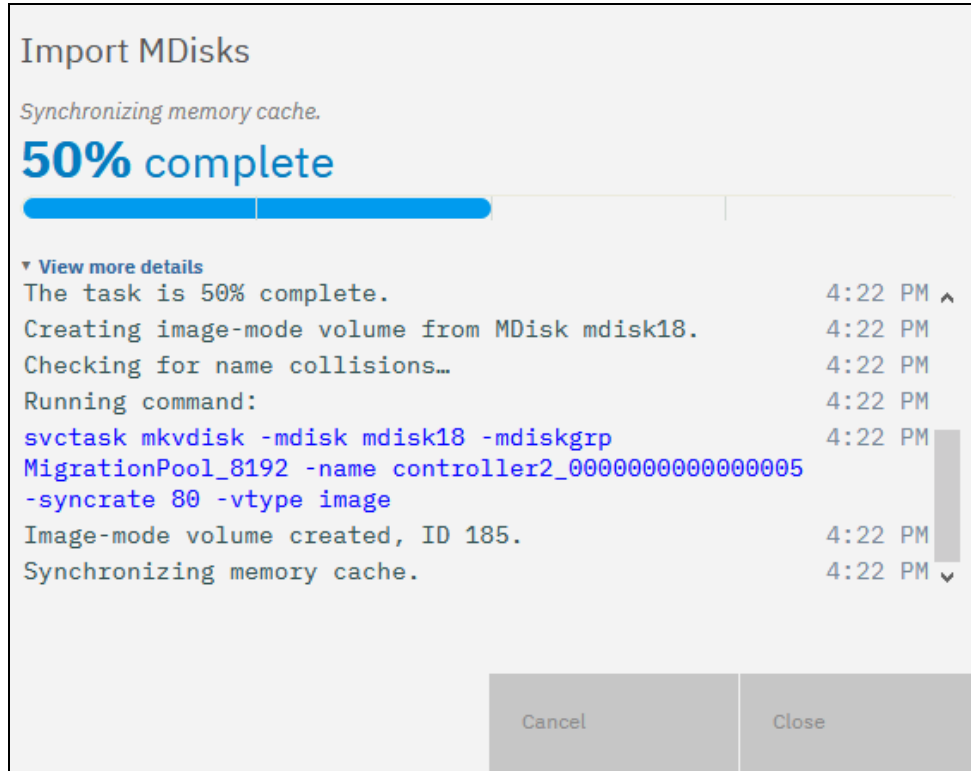 Import MDisks
Synchronizing memory cache.
50% complete
View more details
The task is 50% complete. 4:22 PM
Creating image-mode volume from MDisk mdisk18. 4:22 PM
Checking for name collisions… 4:22 PM
Running command: 4:22 PM
svctask mkvdisk -mdisk mdisk18 -mdiskgrp 4:22 PM
MigrationPool_8192 -name controller2_0000000000000005
-syncrate 80 -vtype image
Image-mode volume created, ID 185. 4:22 PM
Synchronizing memory cache. 4:22 PM
Cancel Close